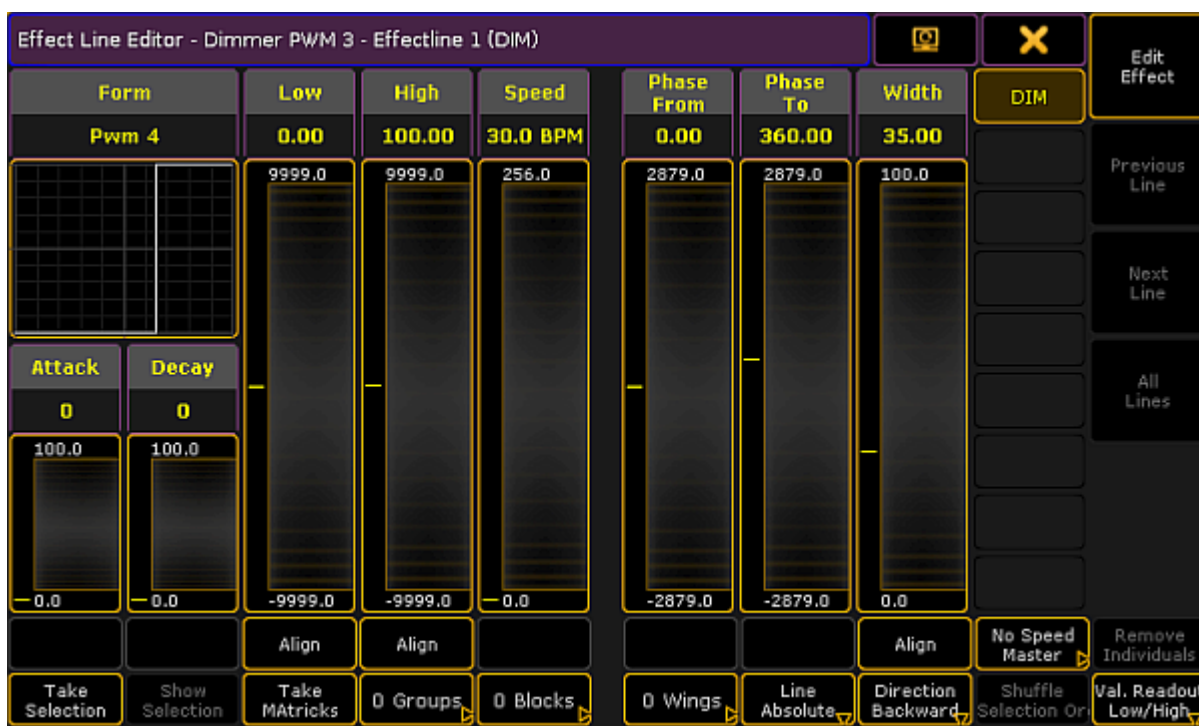 Effect Line Editor - Dimmer PWM 3 - Effectline 1 (DIM)
Edit
Effect
Form
Low
High
Speed
Phase
From
Phase
To
Width
DIM
Pwm 4
0.00
100.00
30.0 BPM
0.00
360.00
35.00
9999.0
9999.0
256.0
2879.0
2879.0
100.0
Previous
Line
Next
Line
All
Lines
Attack
Decay
0
0
100.0
100.0
0.0
0.0
-9999.0
-9999.0
0.0
-2879.0
-2879.0
0.0
Align
Align
Align
No Speed
Master
Remove
Individuals
Take
Selection
Show
Selection
Take
MAtricks
0 Groups
0 Blocks
0 Wings
Line
Absolute
Direction
Backward
Shuffle
Selection Or
Val. Readou
Low/High